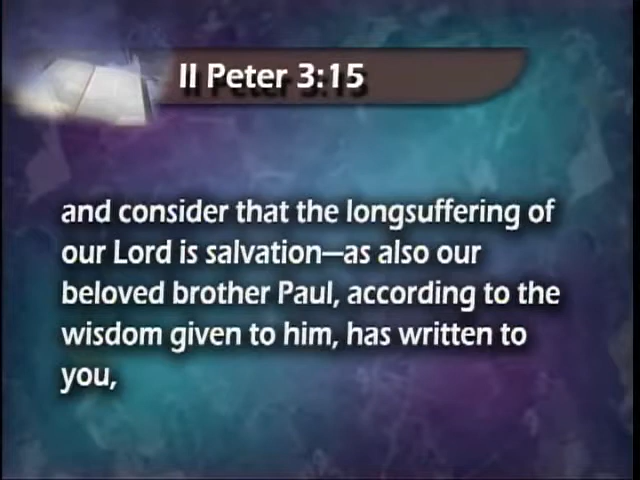 II Peter 3:15
and consider that the longsuffering of
our Lord is salvation—as also our
beloved brother Paul, according to the
wisdom given to him, has written to
you,